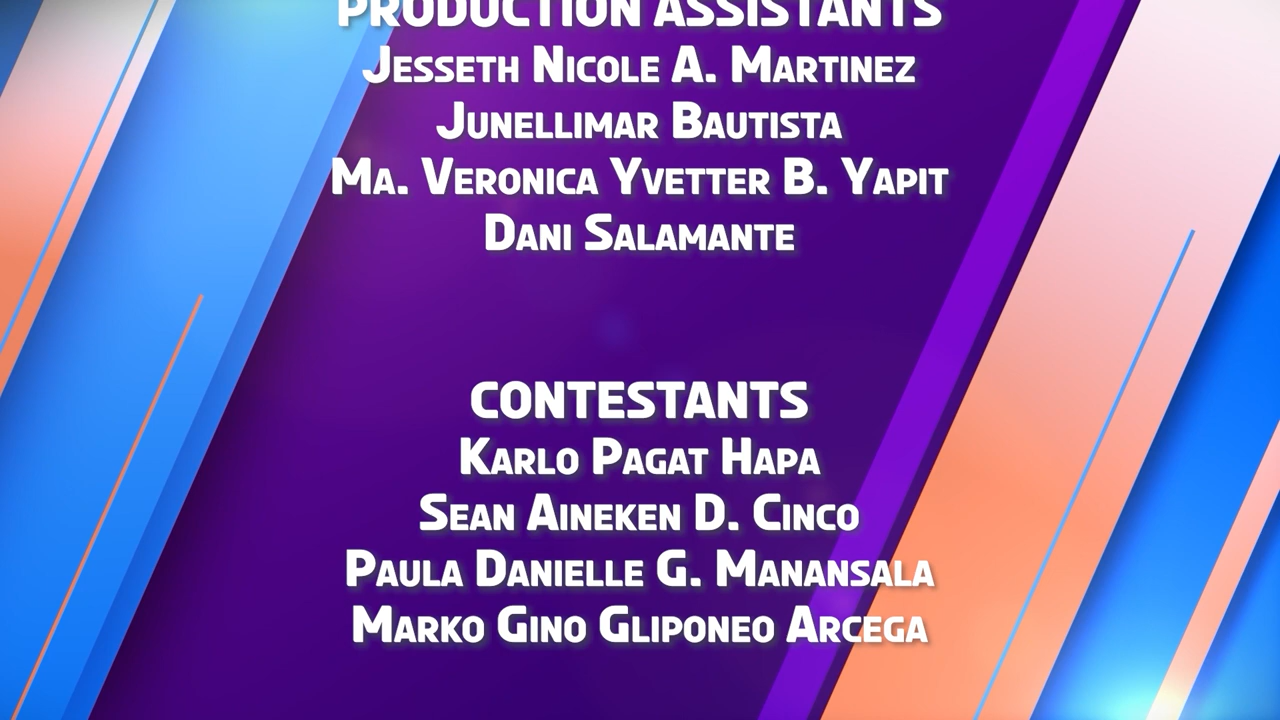 PRODUCTION ASSISTANTS
JESSETH NICOLE A. MARTINEZ
JUNELLIMAR BAUTISTA
MA. VERONICA YVETTER B. YAPIT
DANI SALAMANTE
CONTESTANTS
KARLO PAGAT HAPA
SEAN AINEKEN D. CINCO
PAULA DANIELLE G. MANANSALA
MARKO GINO GLIPONEO ARCEGA